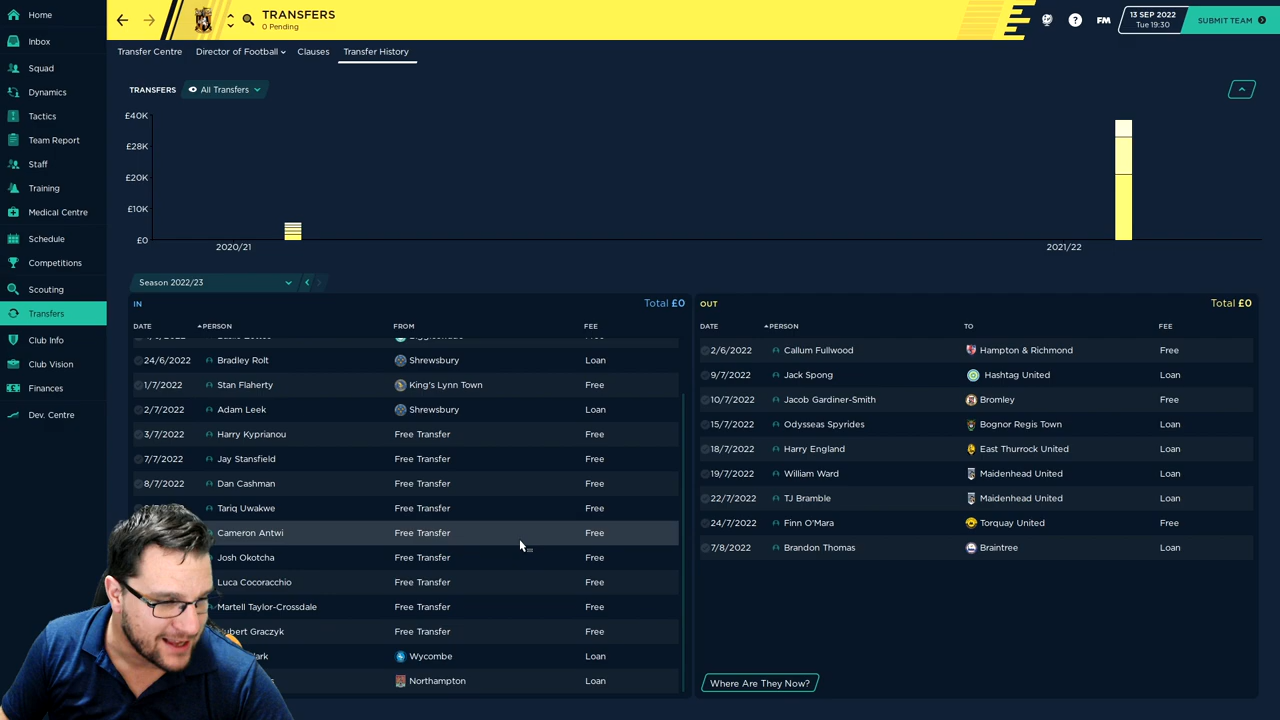 Home
Inbox
Squad
Dynamics
Tactics
Team Report
Staff
Training
Medical Centre
Schedule
Competitions
Scouting
Transfers
Club Info
Club Vision
Finances
Dev. Centre
TRANSFERS
0 Pending
FM
13 SEP 2022
Tue 19:30
SUBMIT TEAM
Transfer Centre Director of Football Clauses Transfer History
TRANSFERS All Transfers
£40K
£28K
£20K
£10K
£0
2020/21 2021/22
Season 2022/23
IN Total £0
DATE PERSON FROM FEE
24/6/2022 Bradley Rolt Shrewsbury Loan
1/7/2022 Stan Flaherty King's Lynn Town Free
2/7/2022 Adam Leek Shrewsbury Loan
3/7/2022 Harry Kyprianou Free Transfer Free
7/7/2022 Jay Stansfield Free Transfer Free
8/7/2022 Dan Cashman Free Transfer Free
Tariq Uwakwe Free Transfer Free
Cameron Antwi Free Transfer Free
Josh Okotcha Free Transfer Free
Luca Cocoracchio Free Transfer Free
Martell Taylor-Crossdale Free Transfer Free
Graczyk Free Transfer Free
Wycombe Loan
Northampton Loan
OUT Total £0
DATE PERSON TO FEE
2/6/2022 Callum Fullwood Hampton & Richmond Free
9/7/2022 Jack Spong Hashtag United Loan
10/7/2022 Jacob Gardiner-Smith Bromley Free
15/7/2022 Odysseas Spyrides Bognor Regis Town Loan
18/7/2022 Harry England East Thurrock United Loan
19/7/2022 William Ward Maidenhead United Loan
22/7/2022 TJ Bramble Maidenhead United Loan
24/7/2022 Finn O'Mara Torquay United Free
7/8/2022 Brandon Thomas Braintree Loan
Where Are They Now?